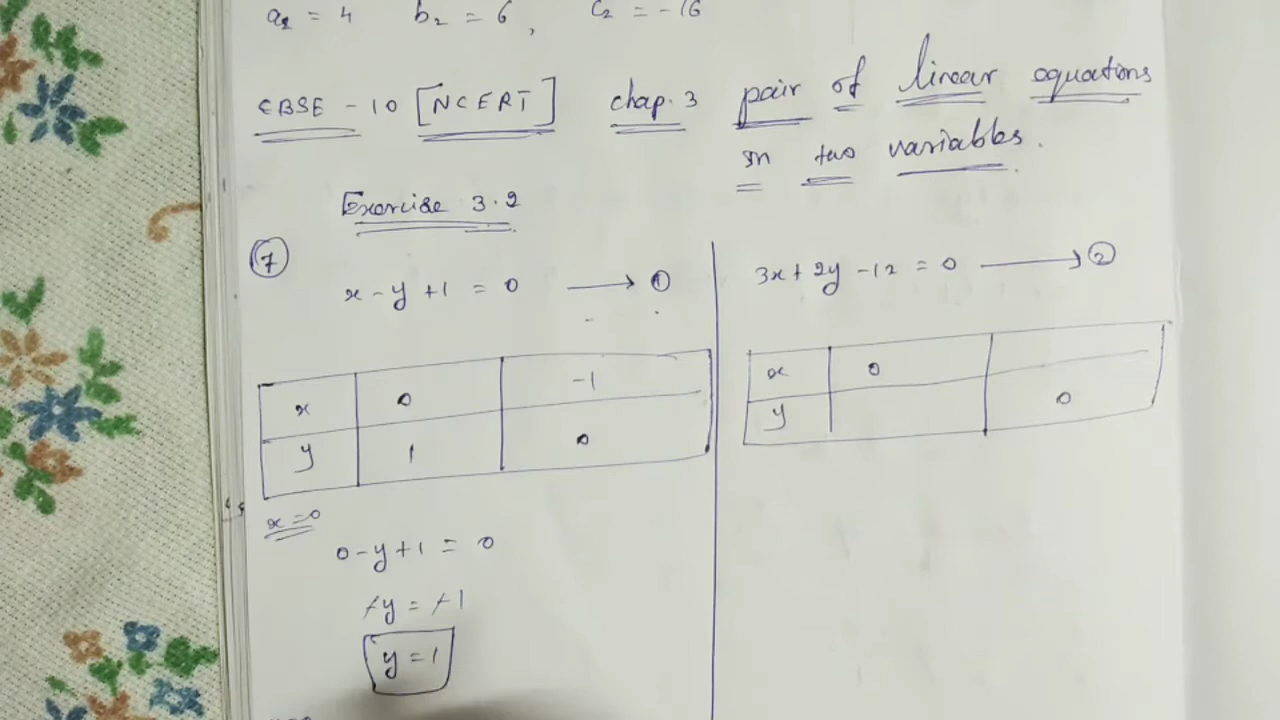 a2 = 4 b2 = 6, c2 = -16
CBSE - 10 [NCERT] chap. 3 pair of linear equations
in two variables.
Exercise 3.2
7
x - y + 1 = 0 → ①
x 0 -1
y 1 0
x = 0
0 - y + 1 = 0
-y = -1
y = 1
3x + 2y - 12 = 0 → ②
x 0
y 0